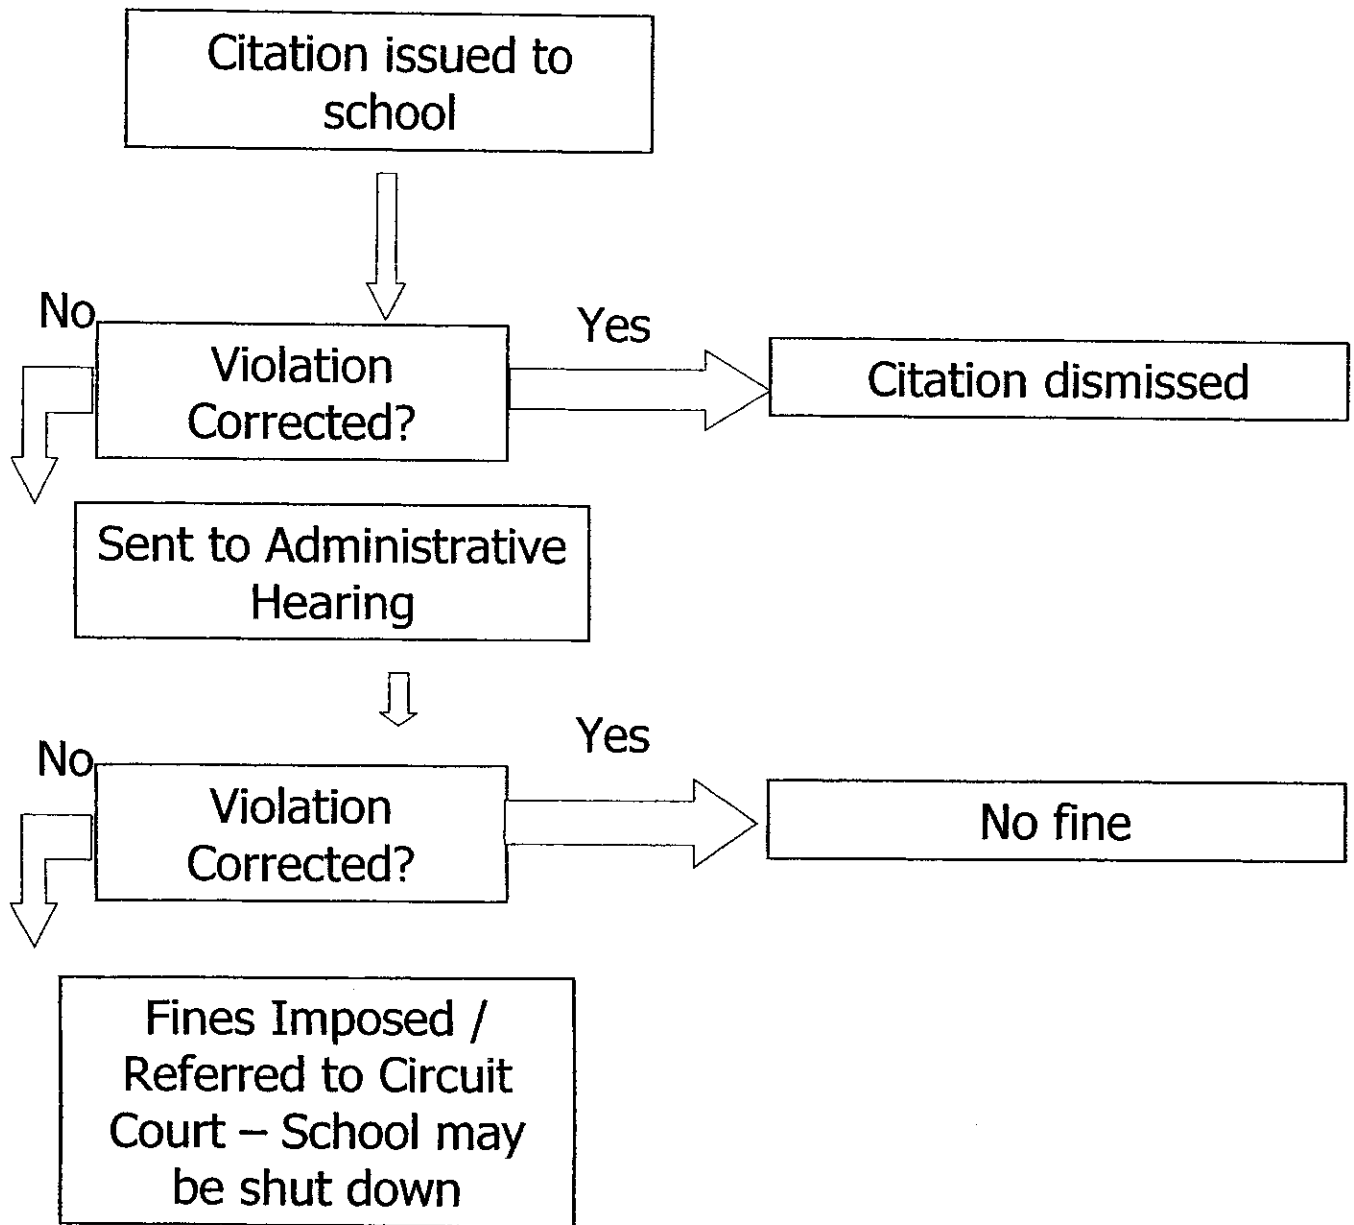 Citation issued to
school
No
Yes
Violation
Corrected?
Citation dismissed
Sent to Administrative
Hearing
No
Yes
Violation
Corrected?
No fine
Fines Imposed /
Referred to Circuit
Court – School may
be shut down